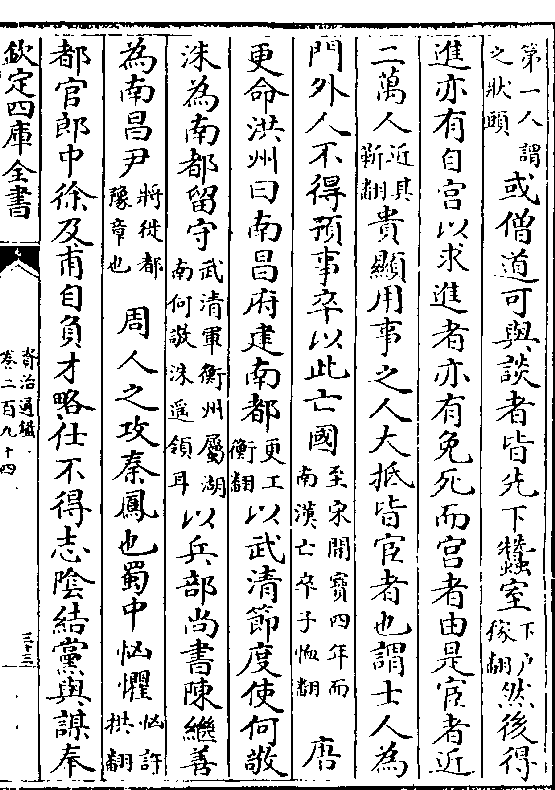 第一人謂之狀頭或僧道可與談者皆先下蠶室下戶稼翻然後得
進亦有自宮以求進者亦有免死而宮者由是宦者近
二萬人近其靳翻貴顯用事之人大抵皆宦者也謂士人為
門外人不得預事卒以此亡國至宋開寶四年而南漢亡卒子恤翻唐
更命洪州曰南昌府建南都更工衡翻以武清節度使何敬
洙為南都留守武清軍衡州屬湖南何敬洙遥領耳以兵部尚書陳繼善
為南昌尹將徙都豫章也周人之攻秦鳯也蜀中忷懼忷許拱翻
都官郎中徐及甫自負才略仕不得志陰結黨與謀奉
欽定四庫全書
資治通鑑
卷二百九十四
三十三